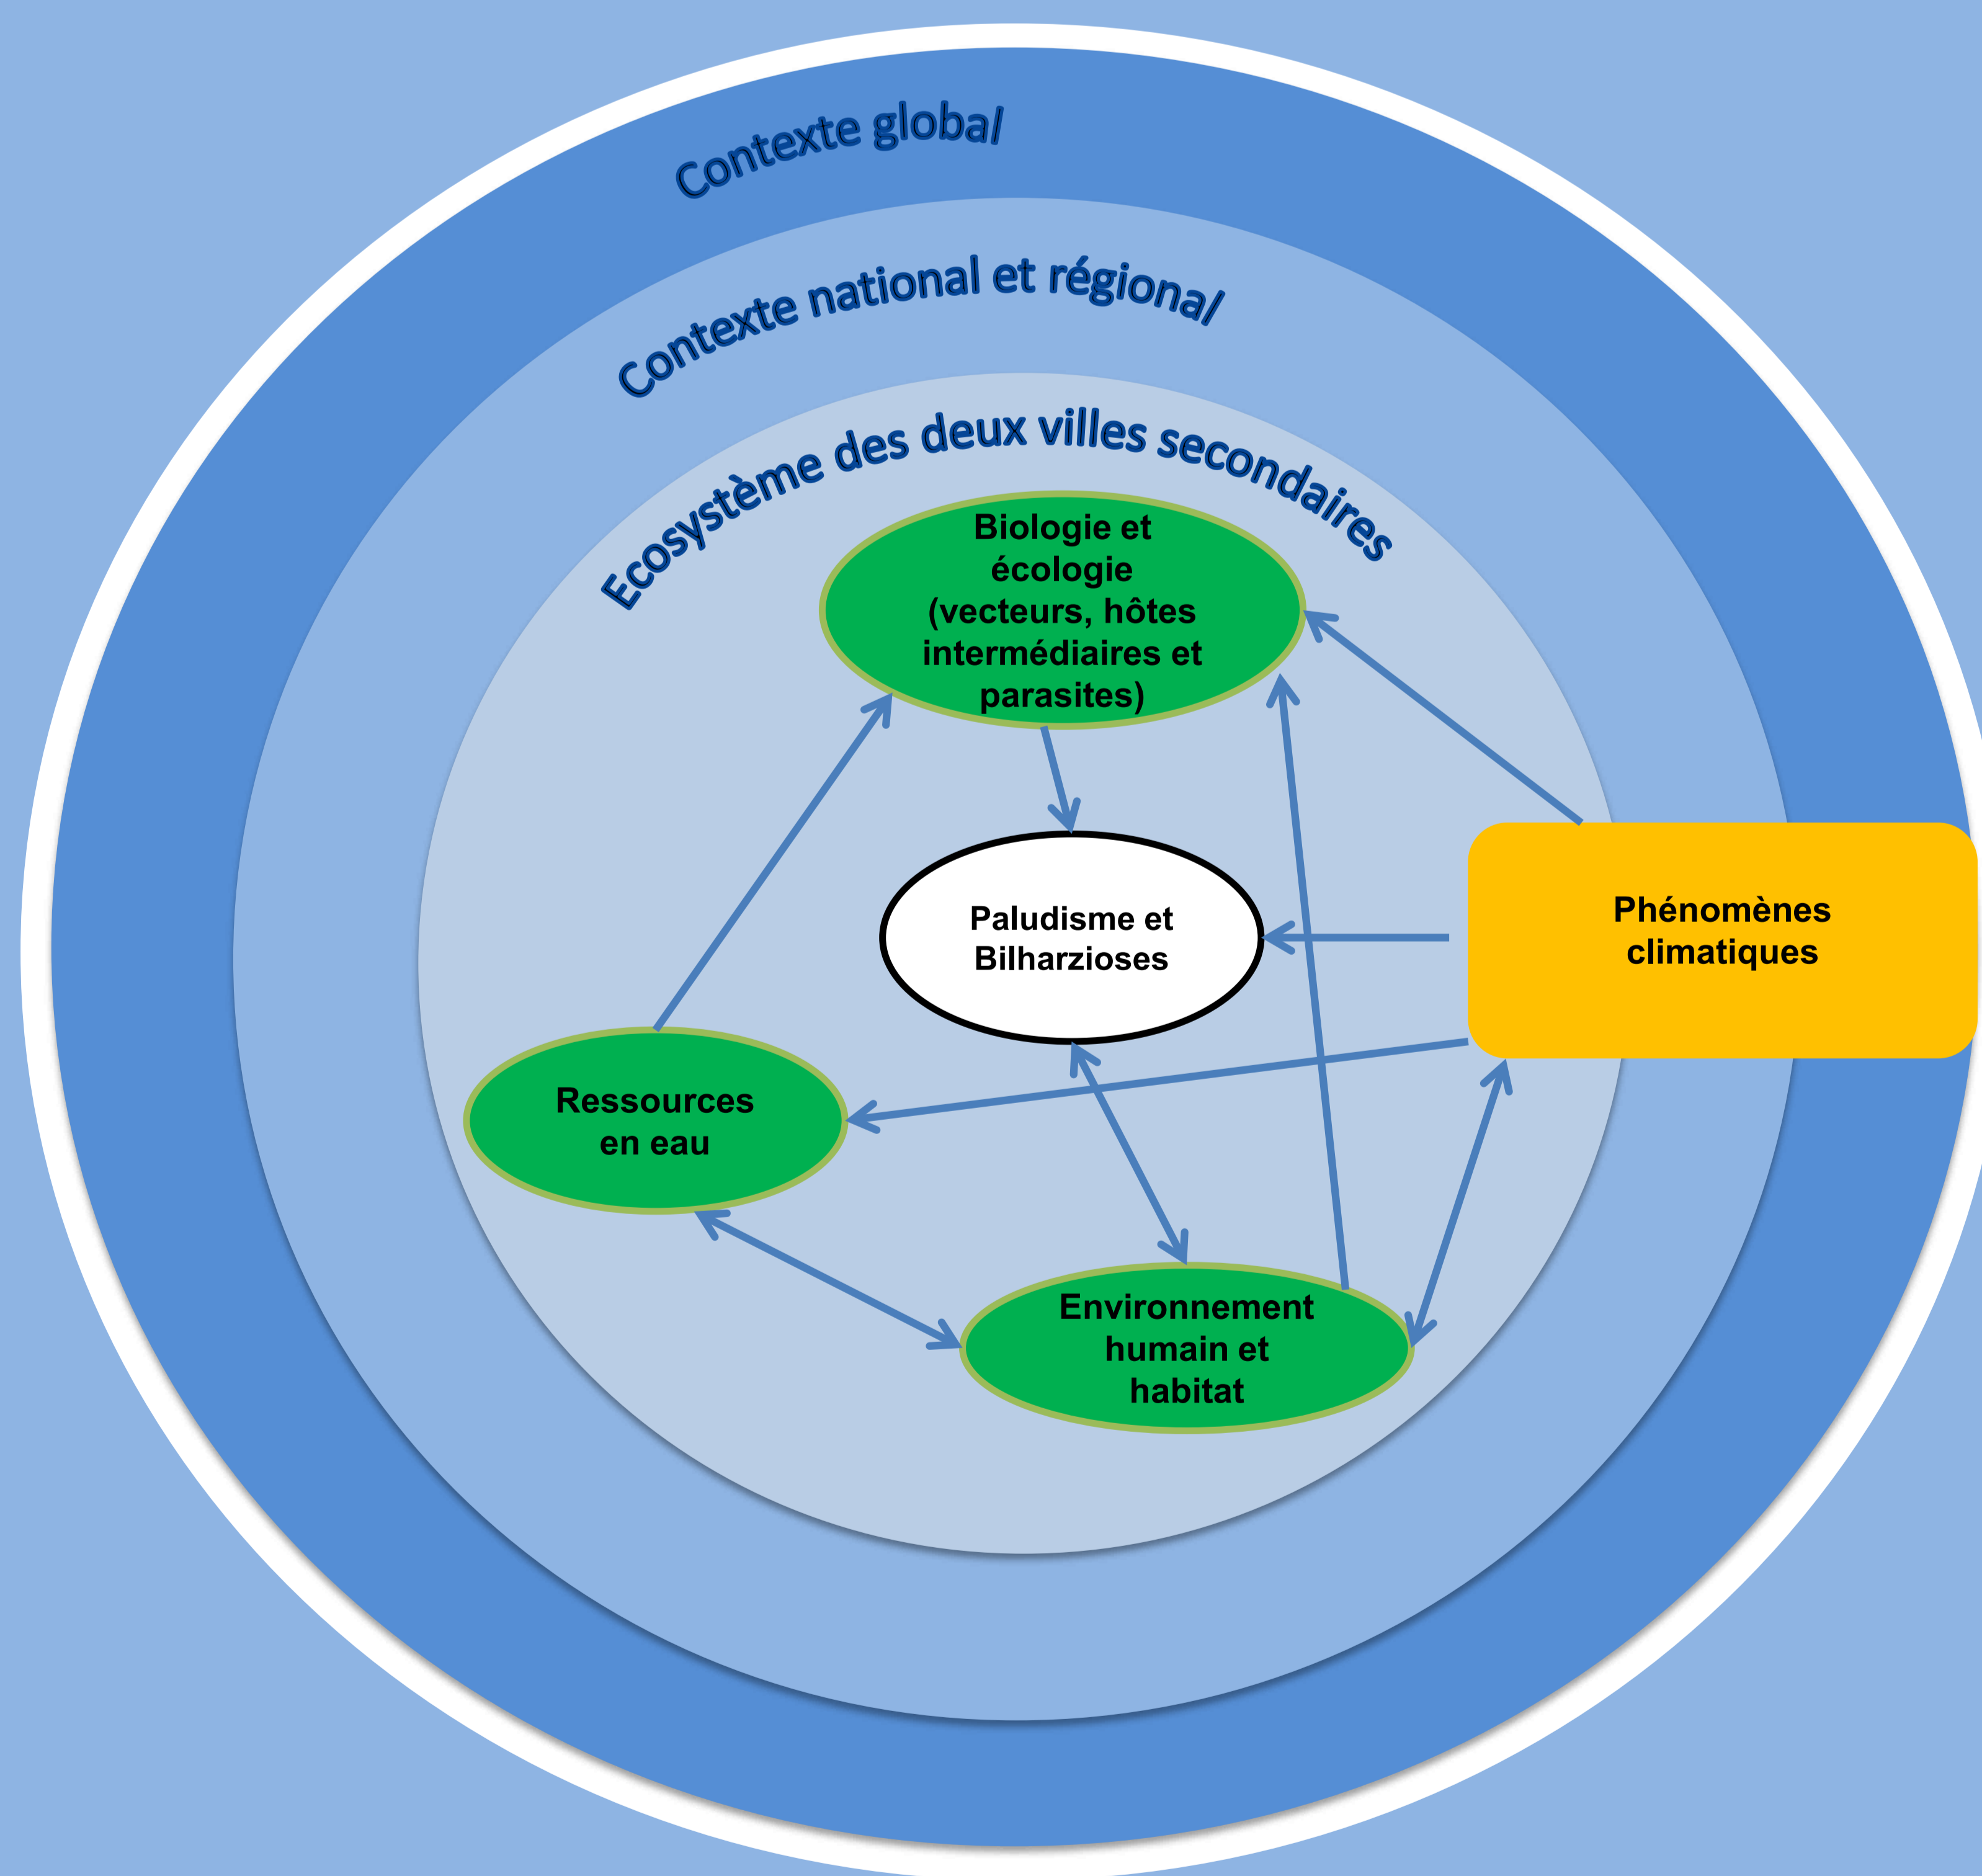 Contexte global
Contexte national et régional
Ecosystème des deux villes secondaires
Biologie et
écologie
(vecteurs, hôtes
intermédiaires et
parasites)
Paludisme et
Bilharzioses
Phénomènes
climatiques
Ressources
en eau
Environnement
humain et
habitat